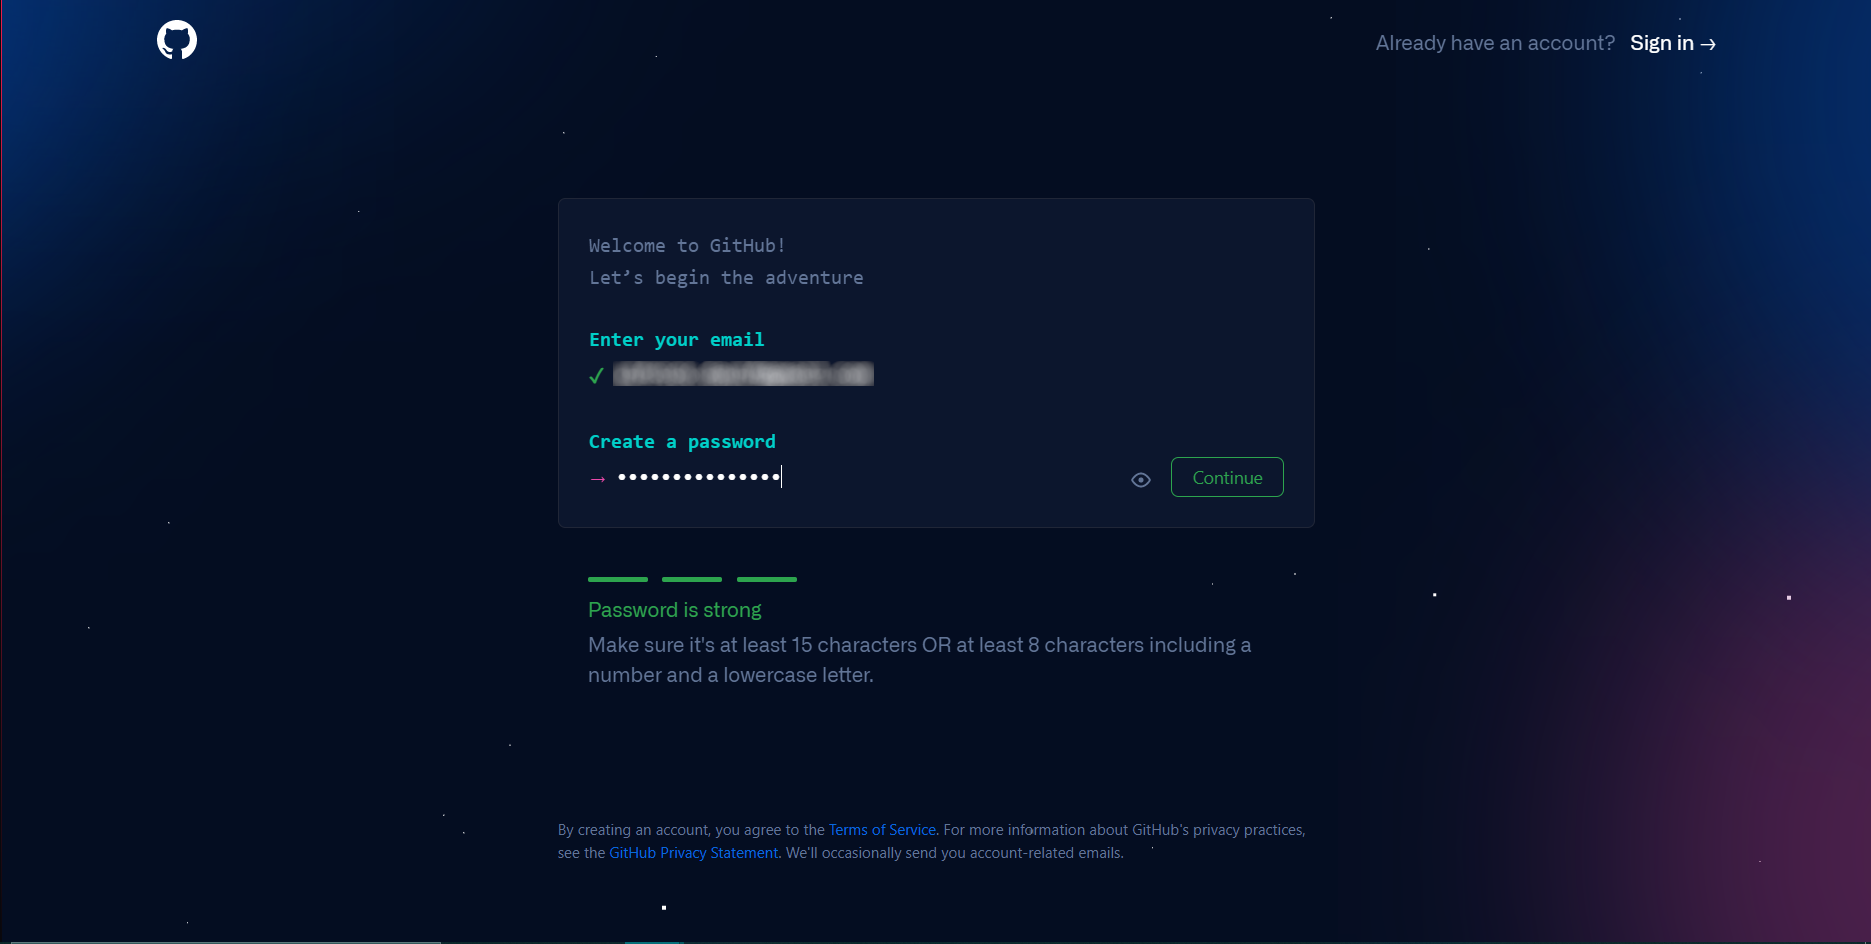 Already have an account? Sign in →
Welcome to GitHub!
Let’s begin the adventure
Enter your email
✓
Create a password
→ •••••••••••••••
Continue
Password is strong
Make sure it's at least 15 characters OR at least 8 characters including a
number and a lowercase letter.
By creating an account, you agree to the Terms of Service. For more information about GitHub's privacy practices,
see the GitHub Privacy Statement. We'll occasionally send you account-related emails.